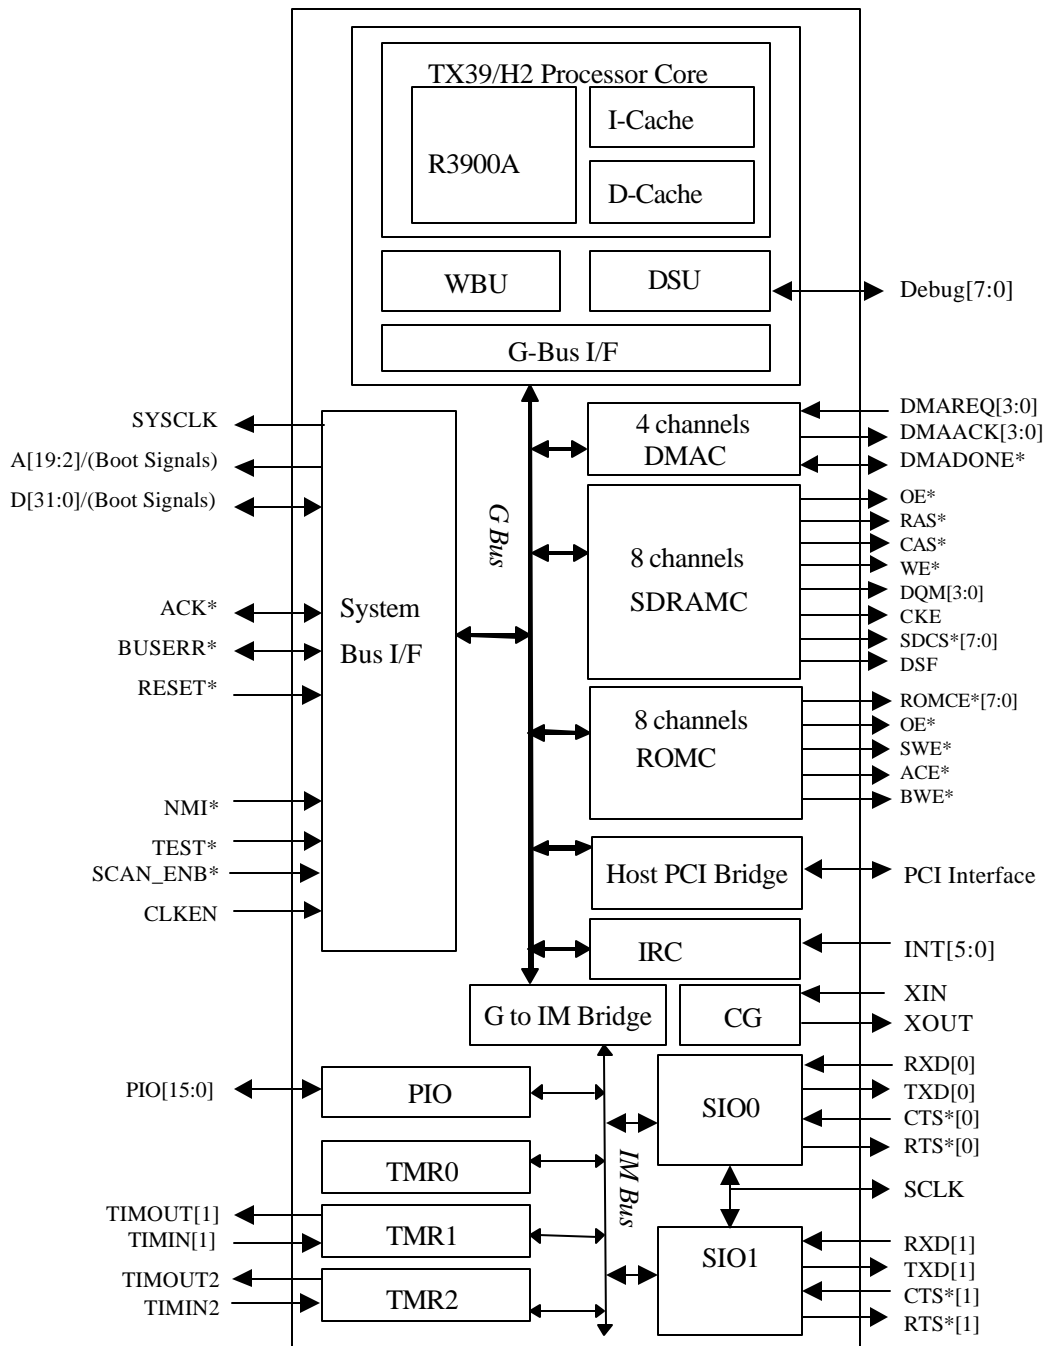 TX39/H2 Processor Core
R3900A
I-Cache
D-Cache
WBU
DSU
G-Bus I/F
Debug[7:0]
SYSCLK
A[19:2]/(Boot Signals)
D[31:0]/(Boot Signals)
ACK*
BUSERR*
RESET*
NMI*
TEST*
SCAN_ENB*
CLKEN
System
Bus I/F
G Bus
4 channels
DMAC
DMAREQ[3:0]
DMAACK[3:0]
DMADONE*
8 channels
SDRAMC
OE*
RAS*
CAS*
WE*
DQM[3:0]
CKE
SDCS*[7:0]
DSF
8 channels
ROMC
ROMCE*[7:0]
OE*
SWE*
ACE*
BWE*
Host PCI Bridge
PCI Interface
IRC
INT[5:0]
G to IM Bridge
CG
XIN
XOUT
PIO[15:0]
PIO
TMR0
TIMOUT[1]
TIMIN[1]
TMR1
TIMOUT2
TIMIN2
TMR2
IM Bus
SIO0
RXD[0]
TXD[0]
CTS*[0]
RTS*[0]
SCLK
SIO1
RXD[1]
TXD[1]
CTS*[1]
RTS*[1]